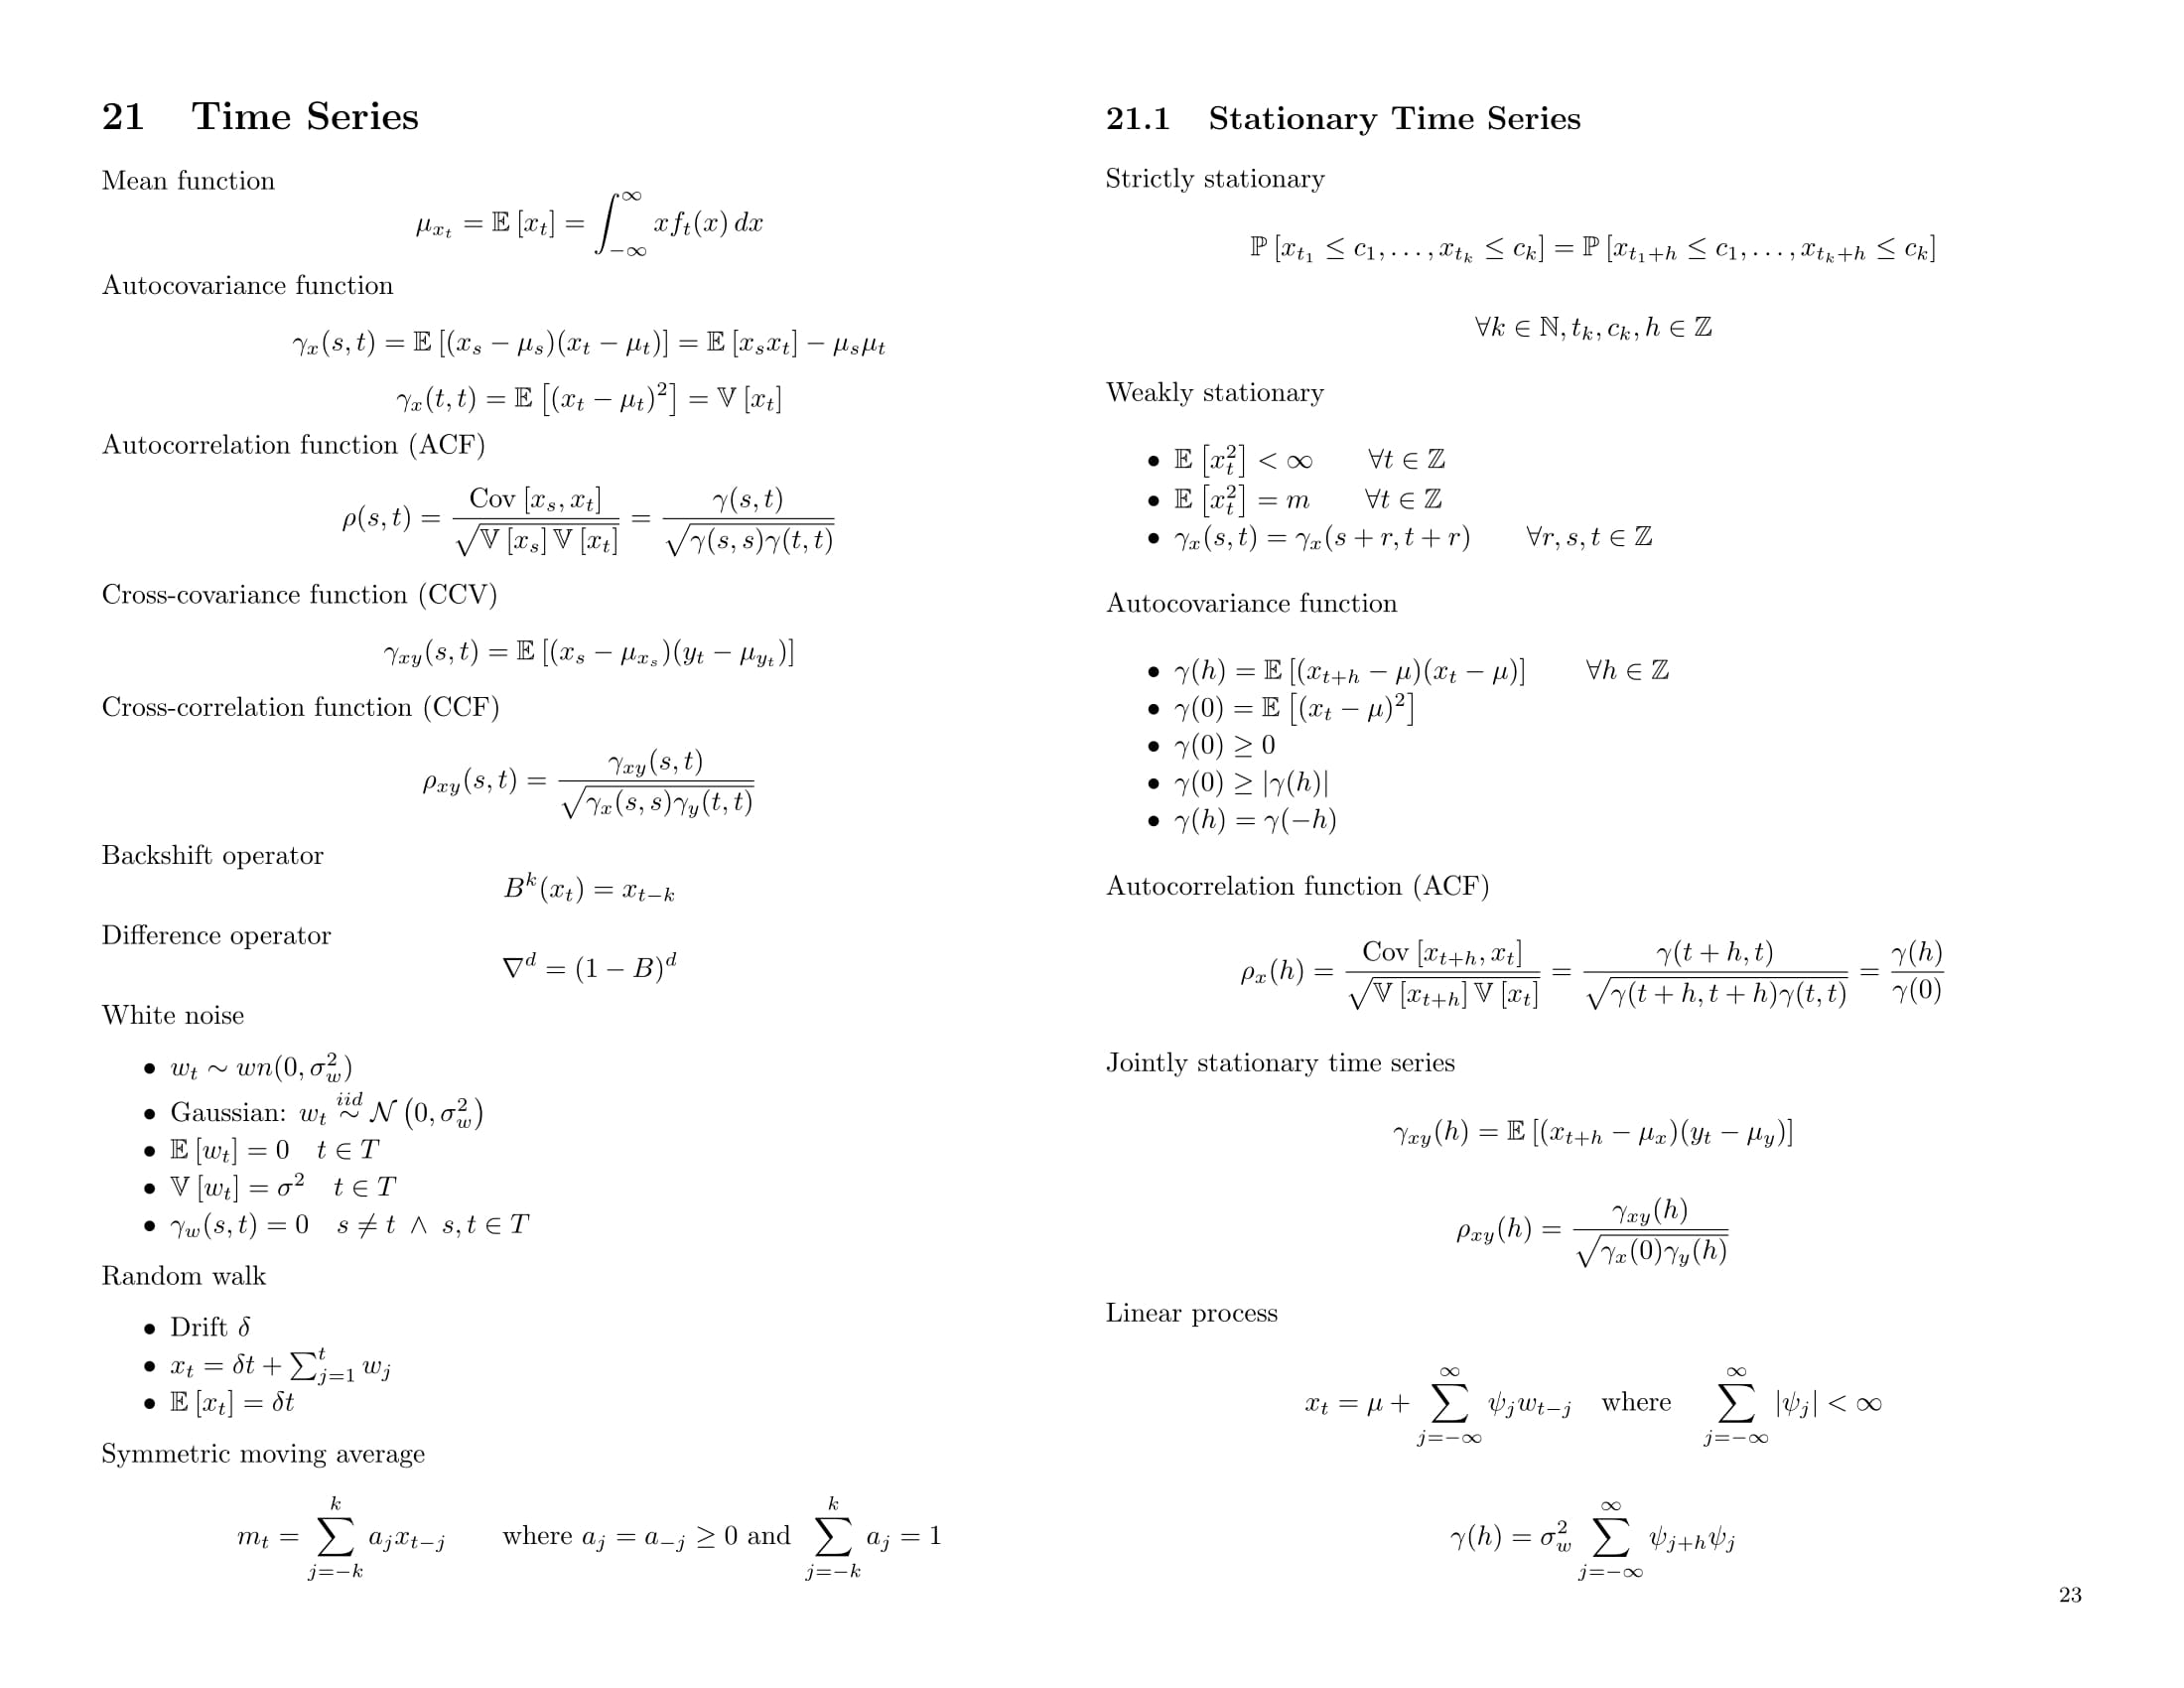 21 Time Series
Mean function
$\mu_{x_t} = \mathbb{E}[x_t] = \int_{-\infty}^{\infty} x f_t(x)\,dx$
Autocovariance function
$\gamma_x(s,t) = \mathbb{E}[(x_s - \mu_s)(x_t - \mu_t)] = \mathbb{E}[x_s x_t] - \mu_s\mu_t$
$\gamma_x(t,t) = \mathbb{E}[(x_t - \mu_t)^2] = \mathbb{V}[x_t]$
Autocorrelation function (ACF)
$\rho(s,t) = \frac{\text{Cov}[x_s, x_t]}{\sqrt{\mathbb{V}[x_s]\mathbb{V}[x_t]}} = \frac{\gamma(s,t)}{\sqrt{\gamma(s,s)\gamma(t,t)}}$
Cross-covariance function (CCV)
$\gamma_{xy}(s,t) = \mathbb{E}[(x_s - \mu_{x_s})(y_t - \mu_{y_t})]$
Cross-correlation function (CCF)
$\rho_{xy}(s,t) = \frac{\gamma_{xy}(s,t)}{\sqrt{\gamma_x(s,s)\gamma_y(t,t)}}$
Backshift operator
$B^k(x_t) = x_{t-k}$
Difference operator
$\nabla^d = (1 - B)^d$
White noise
• $w_t \sim wn(0, \sigma_w^2)$
• Gaussian: $w_t \overset{iid}{\sim} \mathcal{N}(0, \sigma_w^2)$
• $\mathbb{E}[w_t] = 0 \quad t \in T$
• $\mathbb{V}[w_t] = \sigma^2 \quad t \in T$
• $\gamma_w(s,t) = 0 \quad s \neq t \wedge s,t \in T$
Random walk
• Drift $\delta$
• $x_t = \delta t + \sum_{j=1}^{t} w_j$
• $\mathbb{E}[x_t] = \delta t$
Symmetric moving average
$m_t = \sum_{j=-k}^{k} a_j x_{t-j} \quad \text{where } a_j = a_{-j} \geq 0 \text{ and } \sum_{j=-k}^{k} a_j = 1$
21.1 Stationary Time Series
Strictly stationary
$\mathbb{P}[x_{t_1} \leq c_1, \ldots, x_{t_k} \leq c_k] = \mathbb{P}[x_{t_1+h} \leq c_1, \ldots, x_{t_k+h} \leq c_k]$
$\forall k \in \mathbb{N}, t_k, c_k, h \in \mathbb{Z}$
Weakly stationary
• $\mathbb{E}[x_t^2] < \infty \quad \forall t \in \mathbb{Z}$
• $\mathbb{E}[x_t^2] = m \quad \forall t \in \mathbb{Z}$
• $\gamma_x(s,t) = \gamma_x(s+r, t+r) \quad \forall r,s,t \in \mathbb{Z}$
Autocovariance function
• $\gamma(h) = \mathbb{E}[(x_{t+h} - \mu)(x_t - \mu)] \quad \forall h \in \mathbb{Z}$
• $\gamma(0) = \mathbb{E}[(x_t - \mu)^2]$
• $\gamma(0) \geq 0$
• $\gamma(0) \geq |\gamma(h)|$
• $\gamma(h) = \gamma(-h)$
Autocorrelation function (ACF)
$\rho_x(h) = \frac{\text{Cov}[x_{t+h}, x_t]}{\sqrt{\mathbb{V}[x_{t+h}]\mathbb{V}[x_t]}} = \frac{\gamma(t+h,t)}{\sqrt{\gamma(t+h,t+h)\gamma(t,t)}} = \frac{\gamma(h)}{\gamma(0)}$
Jointly stationary time series
$\gamma_{xy}(h) = \mathbb{E}[(x_{t+h} - \mu_x)(y_t - \mu_y)]$
$\rho_{xy}(h) = \frac{\gamma_{xy}(h)}{\sqrt{\gamma_x(0)\gamma_y(h)}}$
Linear process
$x_t = \mu + \sum_{j=-\infty}^{\infty} \psi_j w_{t-j} \quad \text{where} \quad \sum_{j=-\infty}^{\infty} |\psi_j| < \infty$
$\gamma(h) = \sigma_w^2 \sum_{j=-\infty}^{\infty} \psi_{j+h}\psi_j$
23